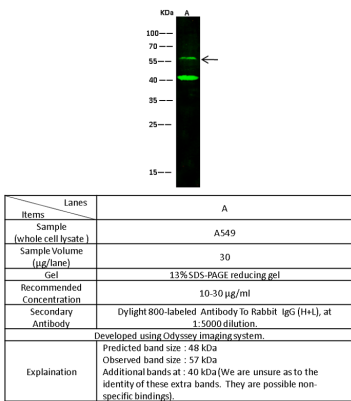 KDa A
100
70
55
40
35
25
15
Lanes
Items
A
Sample
(whole cell lysate )
A549
Sample Volume
(μg/lane)
30
Gel
13% SDS-PAGE reducing gel
Recommended
Concentration
10-30 μg/ml
Secondary
Antibody
Dylight 800-labeled Antibody To Rabbit IgG (H+L), at
1:5000 dilution.
Developed using Odyssey imaging system.
Explaination
Predicted band size : 48 kDa
Observed band size : 57 kDa
Additional bands at : 40 kDa (We are unsure as to the
identity of these extra bands. They are possible non-
specific bindings).